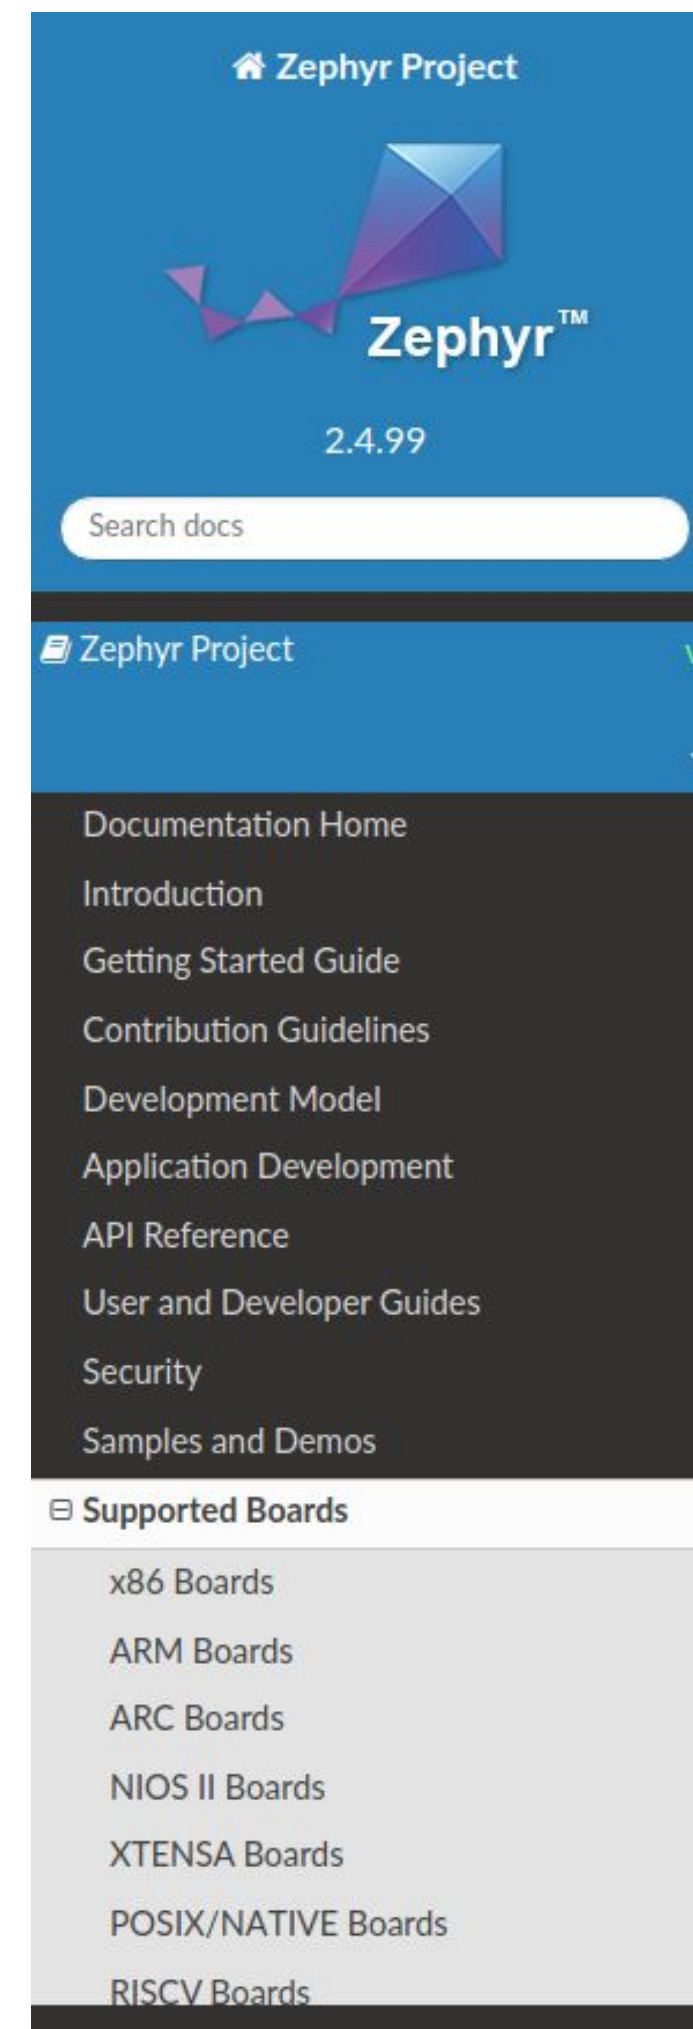 Zephyr Project
Zephyr™
2.4.99
Search docs
Zephyr Project
Documentation Home
Introduction
Getting Started Guide
Contribution Guidelines
Development Model
Application Development
API Reference
User and Developer Guides
Security
Samples and Demos
Supported Boards
x86 Boards
ARM Boards
ARC Boards
NIOS II Boards
XTENSA Boards
POSIX/NATIVE Boards
RISCV Boards